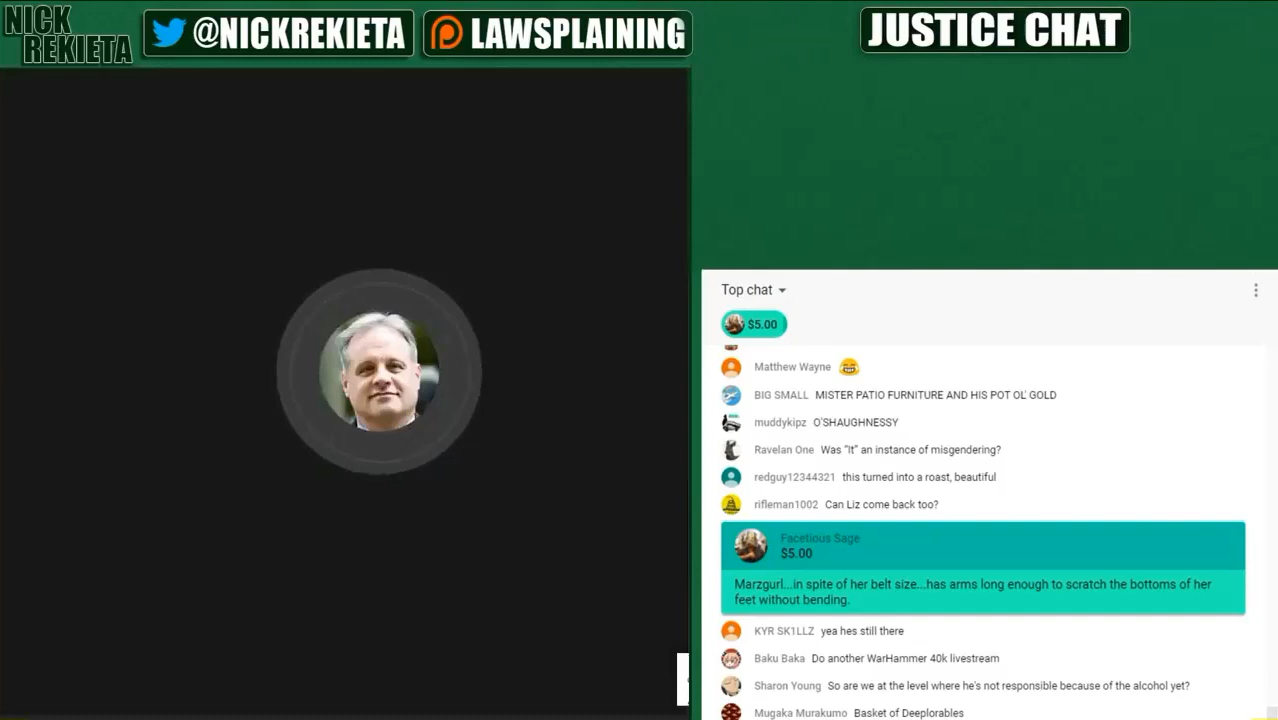 NICK
REKIETA
@NICKREKIETA
LAWSPLAINING
JUSTICE CHAT
Top chat
$5.00
Matthew Wayne
BIG SMALL MISTER PATIO FURNITURE AND HIS POT OL' GOLD
muddykipz O'SHAUGHNESSY
Ravelan One Was "It" an instance of misgendering?
redguy12344321 this turned into a roast, beautiful
rifleman1002 Can Liz come back too?
Facetious Sage
$5.00
Marzgurl...in spite of her belt size...has arms long enough to scratch the bottoms of her
feet without bending.
KYR SK1LLZ yea hes still there
Baku Baka Do another WarHammer 40k livestream
Sharon Young So are we at the level where he's not responsible because of the alcohol yet?
Mugaka Murakumo Basket of Deeplorables